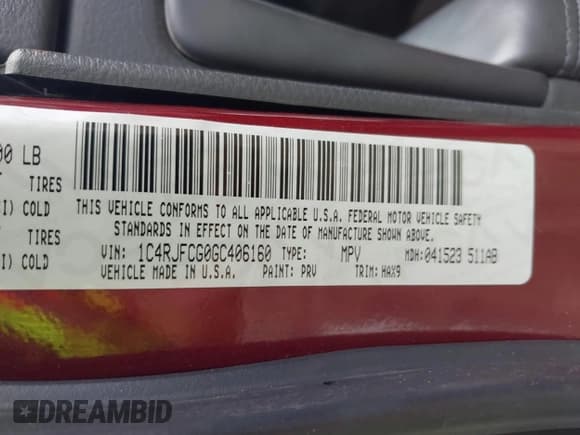 00 LB
TIRES
I) COLD
TIRES
I) COLD
THIS VEHICLE CONFORMS TO ALL APPLICABLE U.S.A. FEDERAL MOTOR VEHICLE SAFETY
STANDARDS IN EFFECT ON THE DATE OF MANUFACTURE SHOWN ABOVE.
VIN: 1C4RJFCG0GC406160 TYPE: MPV MDH: 041523 511AB
VEHICLE MADE IN U.S.A. PAINT: PRV TRIM: HAX9
DREAMBID